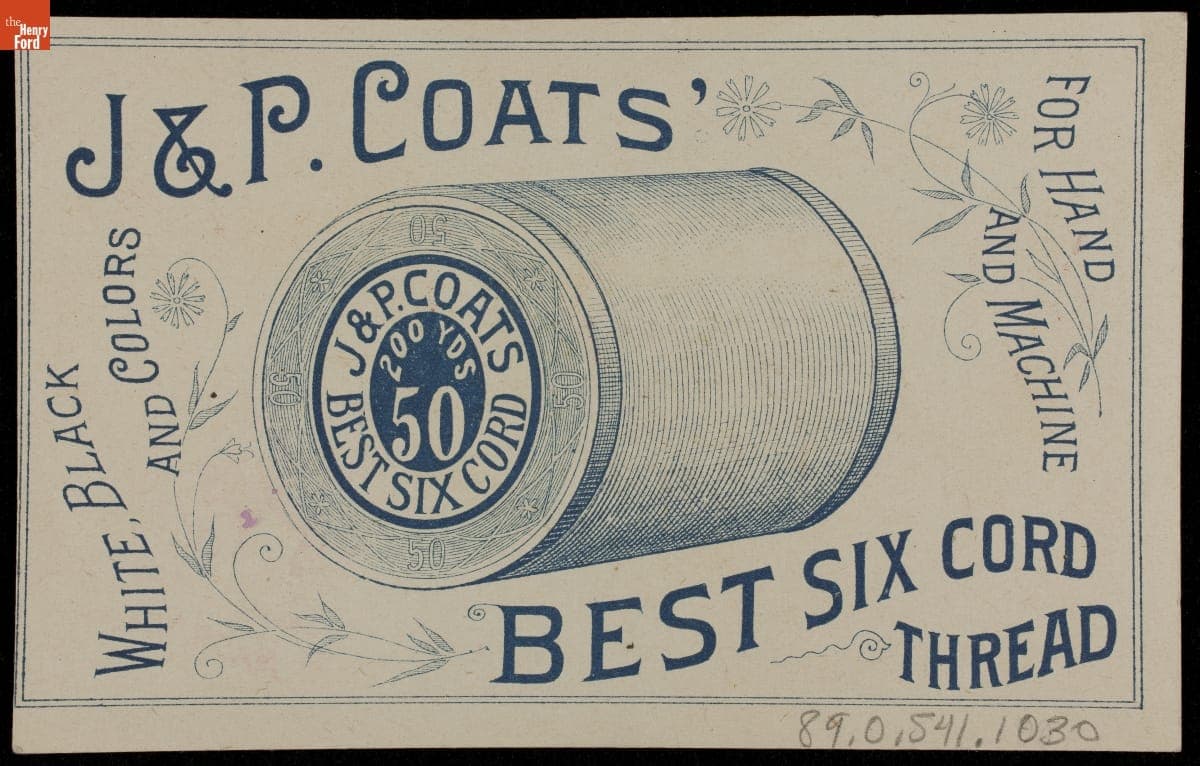 the
Henry
Ford
J & P. COATS'
FOR HAND
AND MACHINE
WHITE, BLACK
AND COLORS
50
50
50
50
J & P. COATS
200 YDS
50
BEST SIX CORD
BEST SIX CORD
THREAD
89.0.541.1030